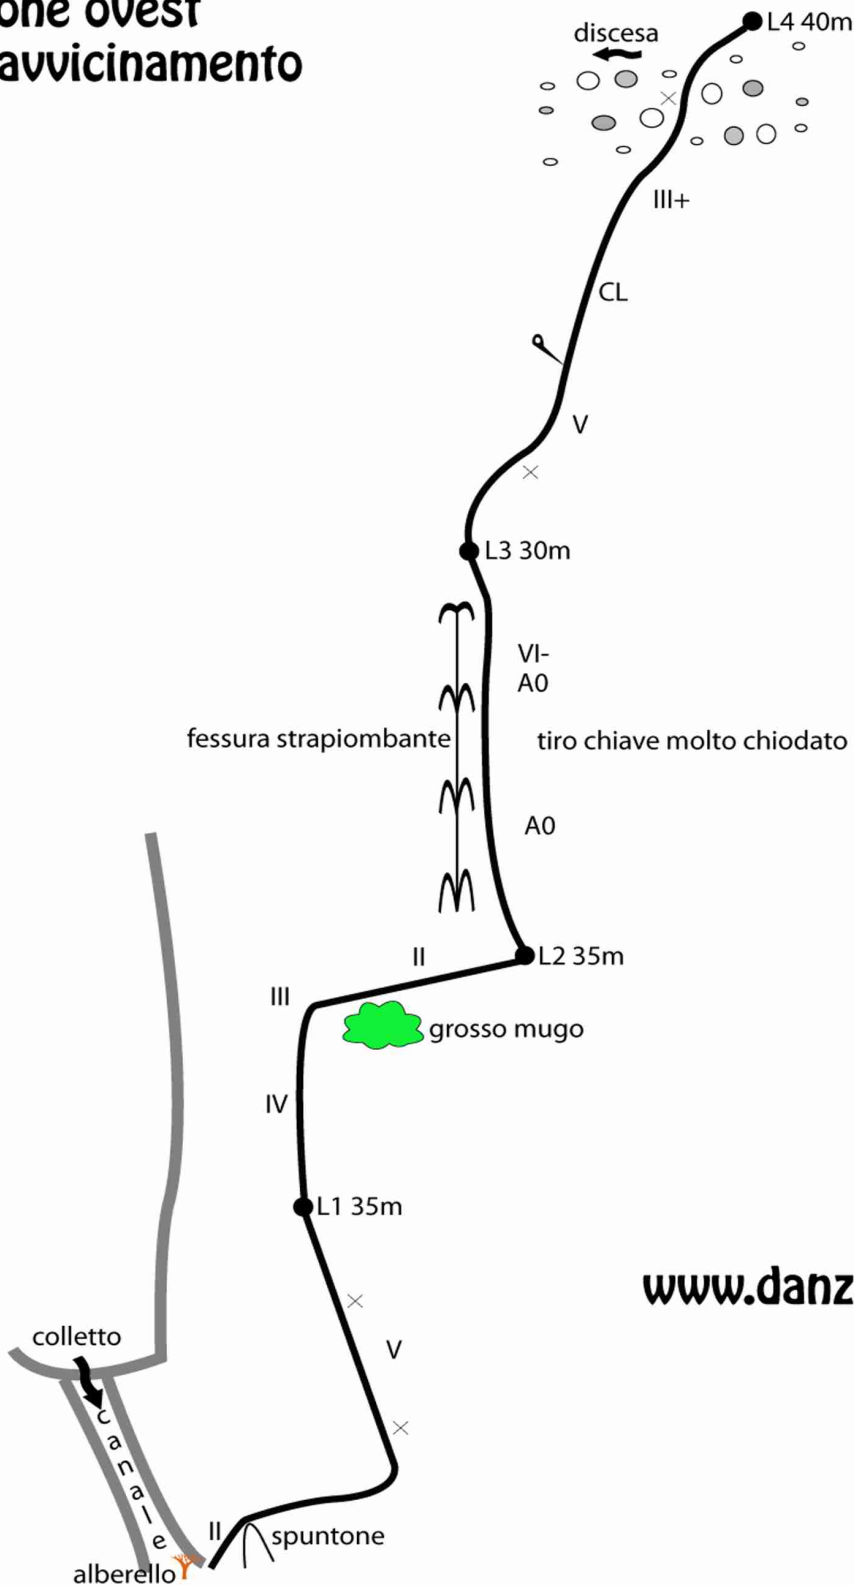 one ovest
avvicinamento
L4 40m
discesa
III+
CL
V
L3 30m
VI-
A0
fessura strapiombante
tiro chiave molto chiodato
A0
II
L2 35m
III
grosso mugo
IV
L1 35m
www.danz
colletto
V
canale
II
spuntone
alberello